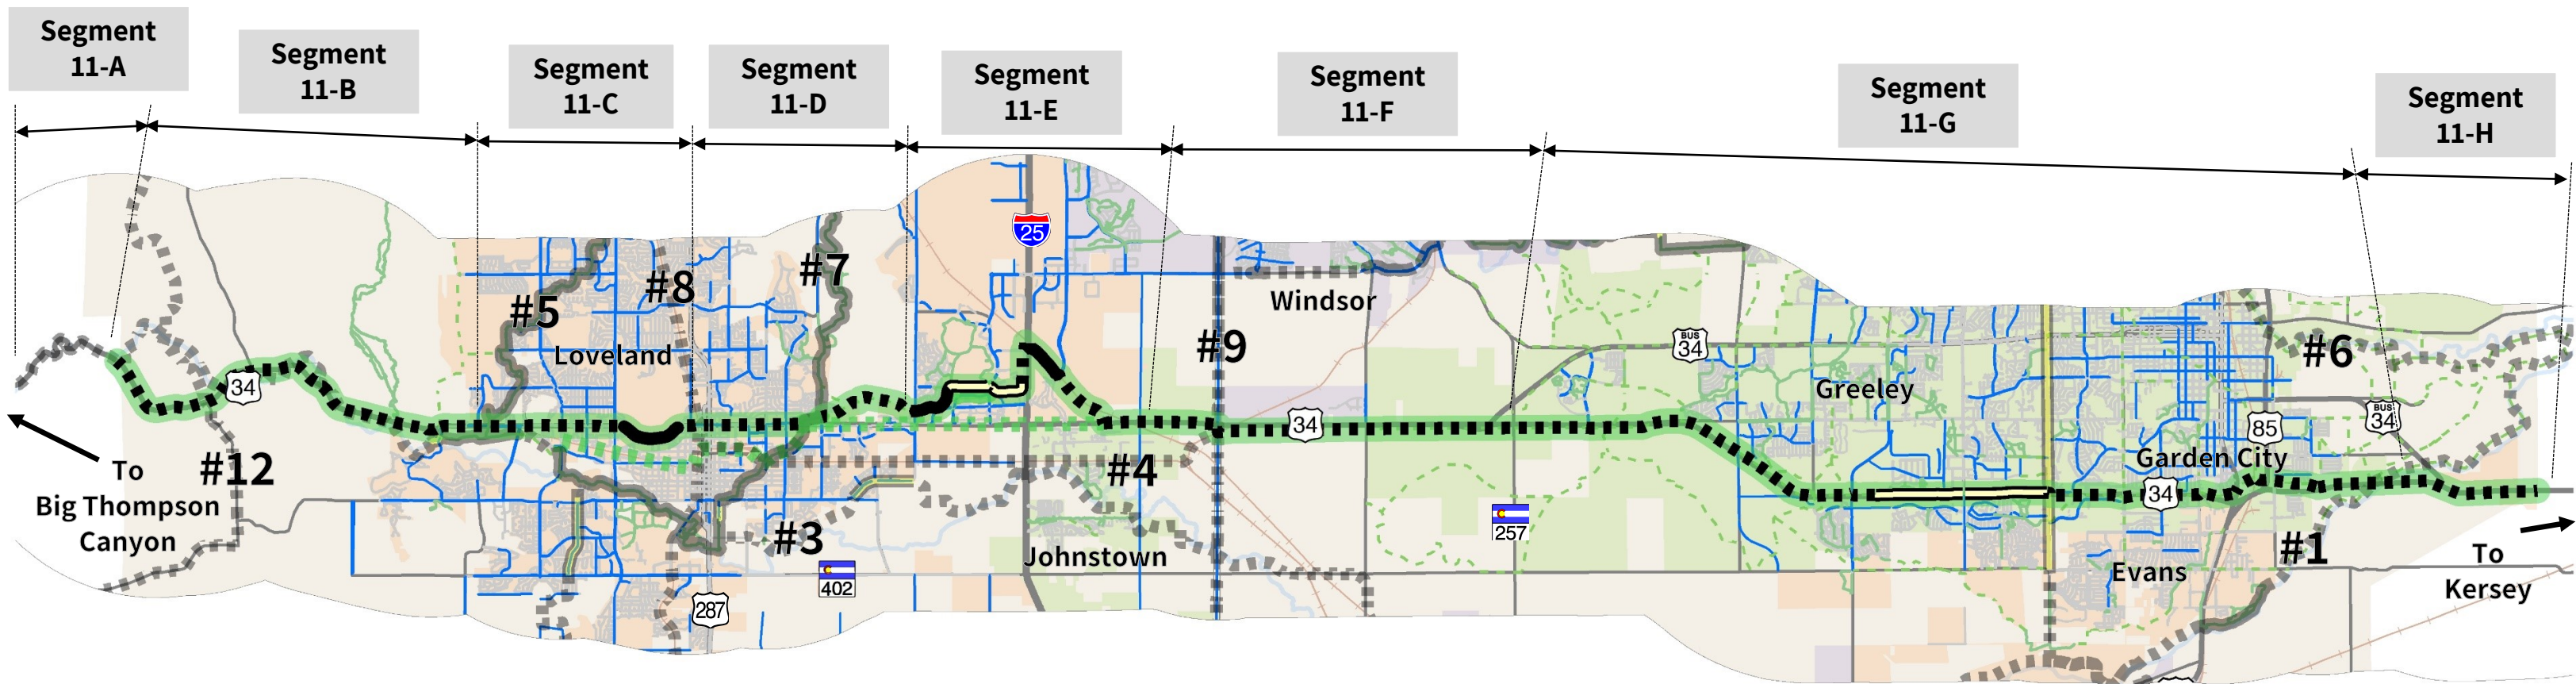 Segment
11-A
Segment
11-B
Segment
11-C
Segment
11-D
Segment
11-E
Segment
11-F
Segment
11-G
Segment
11-H
25
#5
#8
#7
Loveland
#9
Windsor
BUS
34
#6
34
Greeley
BUS
34
34
85
To
Big Thompson
Canyon
#12
#4
Garden City
34
#3
257
Johnstown
402
287
Evans
#1
To
Kersey